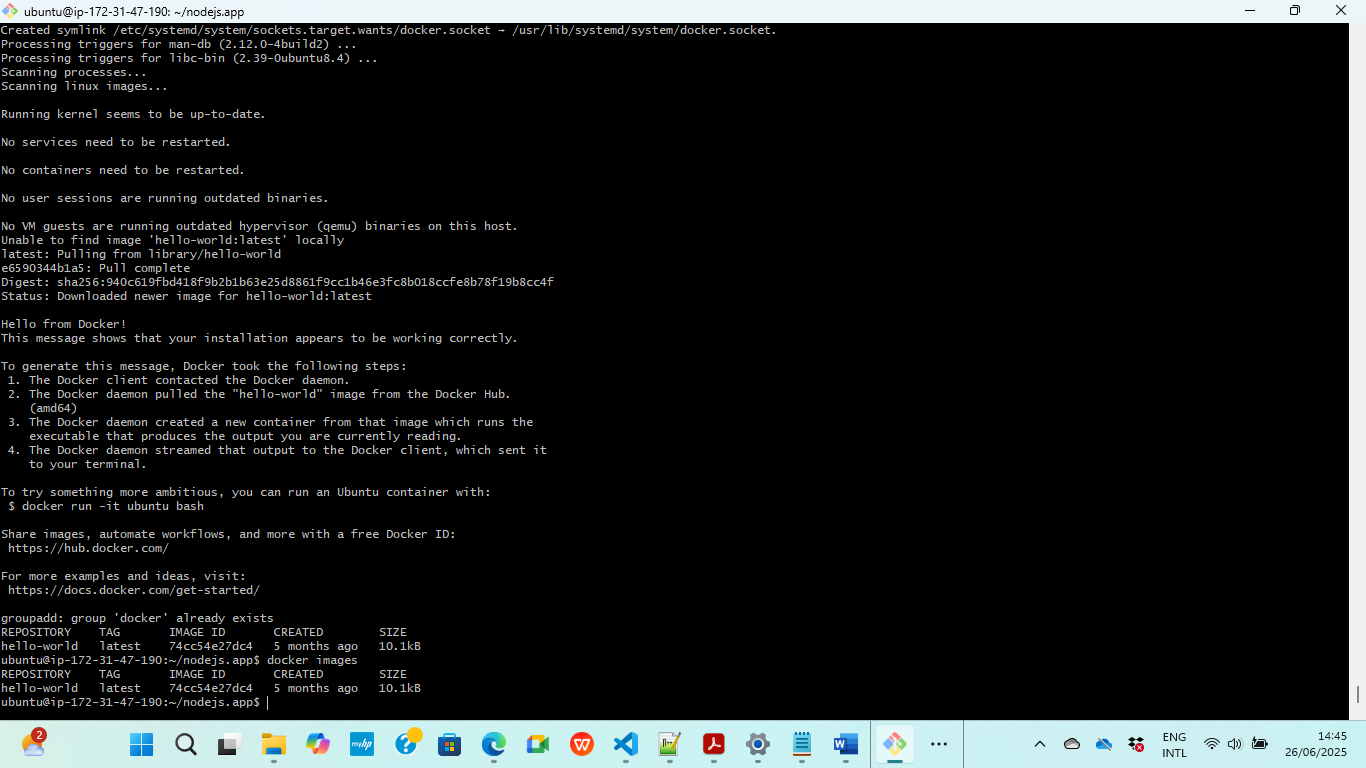 ubuntu@ip-172-31-47-190: ~/nodejs.app
Created symlink /etc/systemd/system/sockets.target.wants/docker.socket → /usr/lib/systemd/system/docker.socket.
Processing triggers for man-db (2.12.0-4build2) ...
Processing triggers for libc-bin (2.39-0ubuntu8.4) ...
Scanning processes...
Scanning linux images...
Running kernel seems to be up-to-date.
No services need to be restarted.
No containers need to be restarted.
No user sessions are running outdated binaries.
No VM guests are running outdated hypervisor (qemu) binaries on this host.
Unable to find image 'hello-world:latest' locally
latest: Pulling from library/hello-world
e6590344b1a5: Pull complete
Digest: sha256:940c619fbd418f9b2b1b63e25d8861f9cc1b46e3fc8b018ccfe8b78f19b8cc4f
Status: Downloaded newer image for hello-world:latest
Hello from Docker!
This message shows that your installation appears to be working correctly.
To generate this message, Docker took the following steps:
1. The Docker client contacted the Docker daemon.
2. The Docker daemon pulled the "hello-world" image from the Docker Hub.
(amd64)
3. The Docker daemon created a new container from that image which runs the
executable that produces the output you are currently reading.
4. The Docker daemon streamed that output to the Docker client, which sent it
to your terminal.
To try something more ambitious, you can run an Ubuntu container with:
$ docker run -it ubuntu bash
Share images, automate workflows, and more with a free Docker ID:
https://hub.docker.com/
For more examples and ideas, visit:
https://docs.docker.com/get-started/
groupadd: group 'docker' already exists
REPOSITORY TAG IMAGE ID CREATED SIZE
hello-world latest 74cc54e27dc4 5 months ago 10.1kB
ubuntu@ip-172-31-47-190:~/nodejs.app$ docker images
REPOSITORY TAG IMAGE ID CREATED SIZE
hello-world latest 74cc54e27dc4 5 months ago 10.1kB
ubuntu@ip-172-31-47-190:~/nodejs.app$
2
myhp
ENG
INTL
14:45
26/06/2025